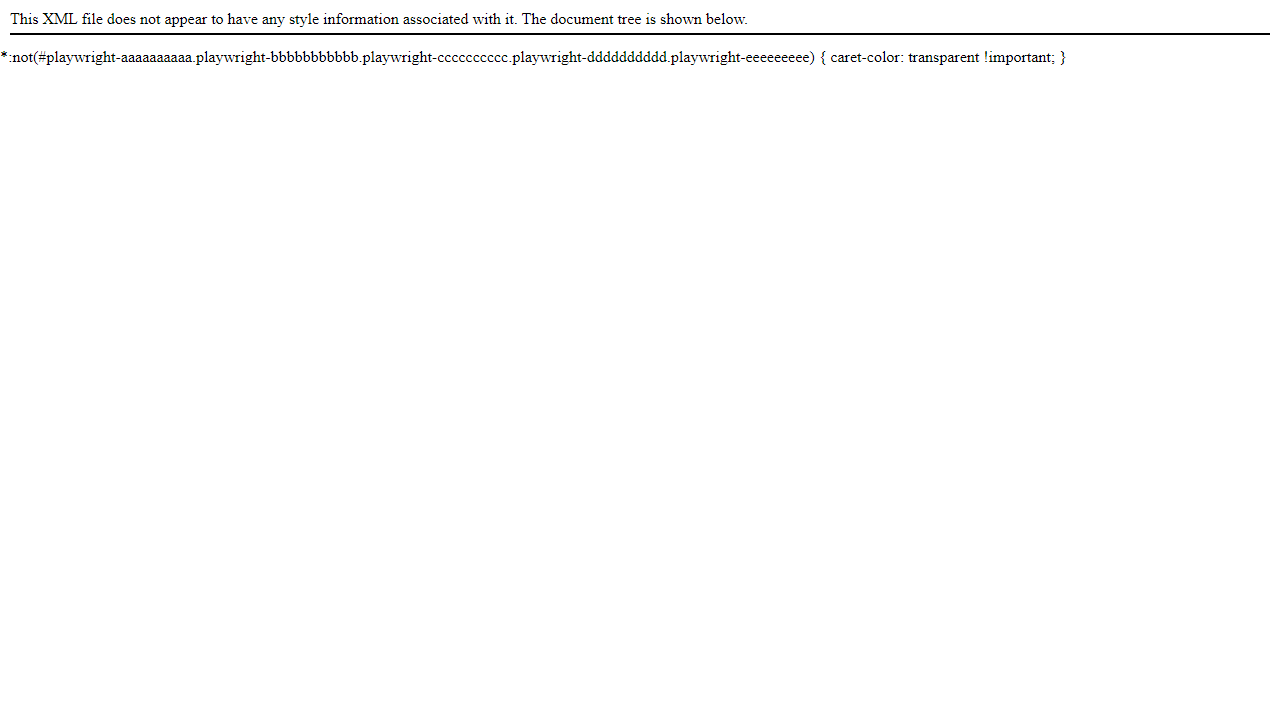 This XML file does not appear to have any style information associated with it. The document tree is shown below.
*:not(#playwright-aaaaaaaaaa.playwright-bbbbbbbbbbb.playwright-cccccccccc.playwright-dddddddddd.playwright-eeeeeeeee) { caret-color: transparent !important; }